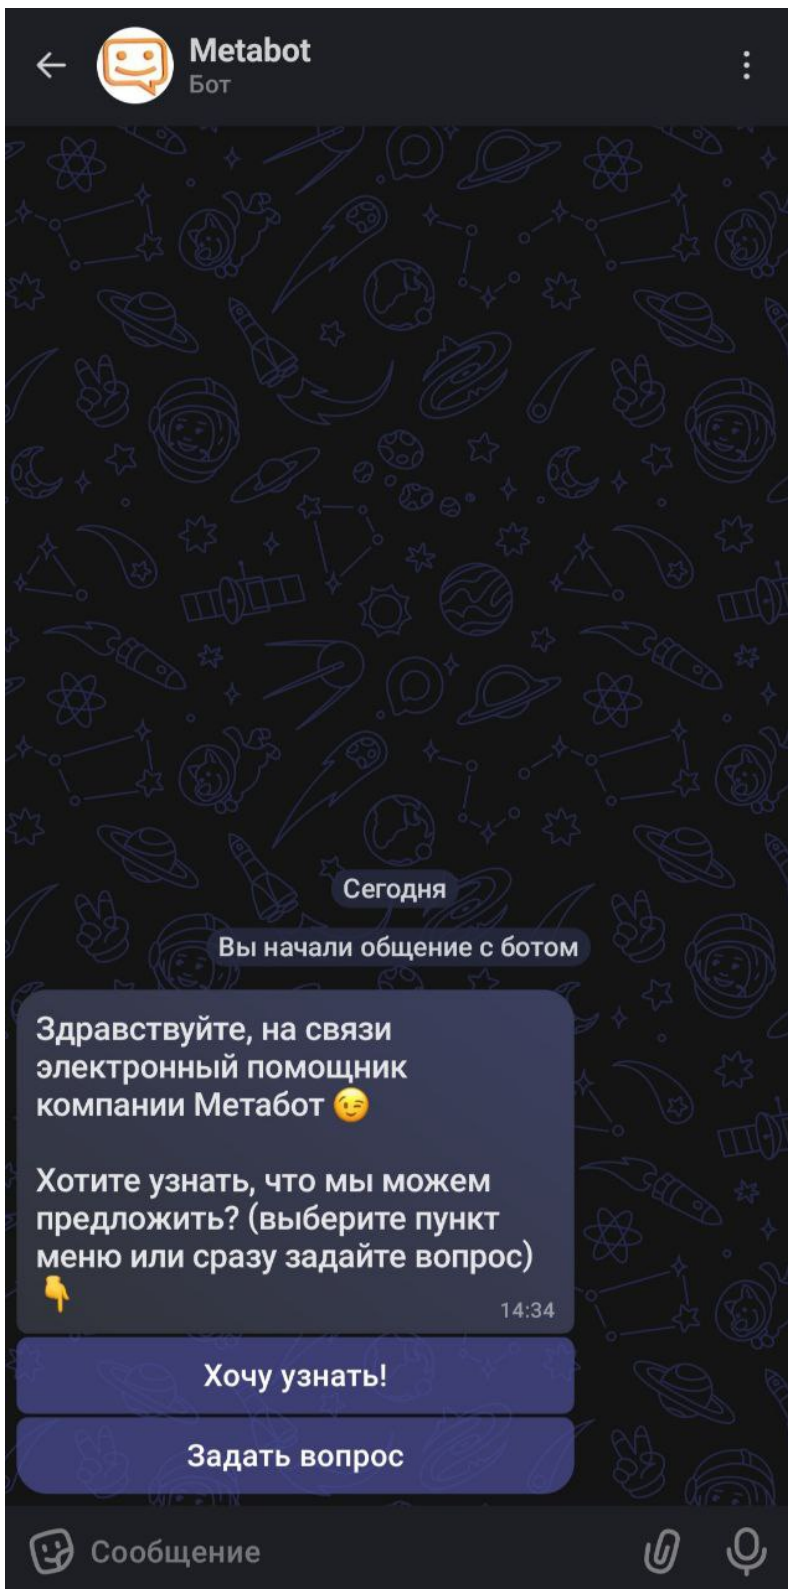 Metabot
Бот
Сегодня
Вы начали общение с ботом
Здравствуйте, на связи
электронный помощник
компании Метабот 😉
Хотите узнать, что мы можем
предложить? (выберите пункт
меню или сразу задайте вопрос)
👇
14:34
Хочу узнать!
Задать вопрос
Сообщение